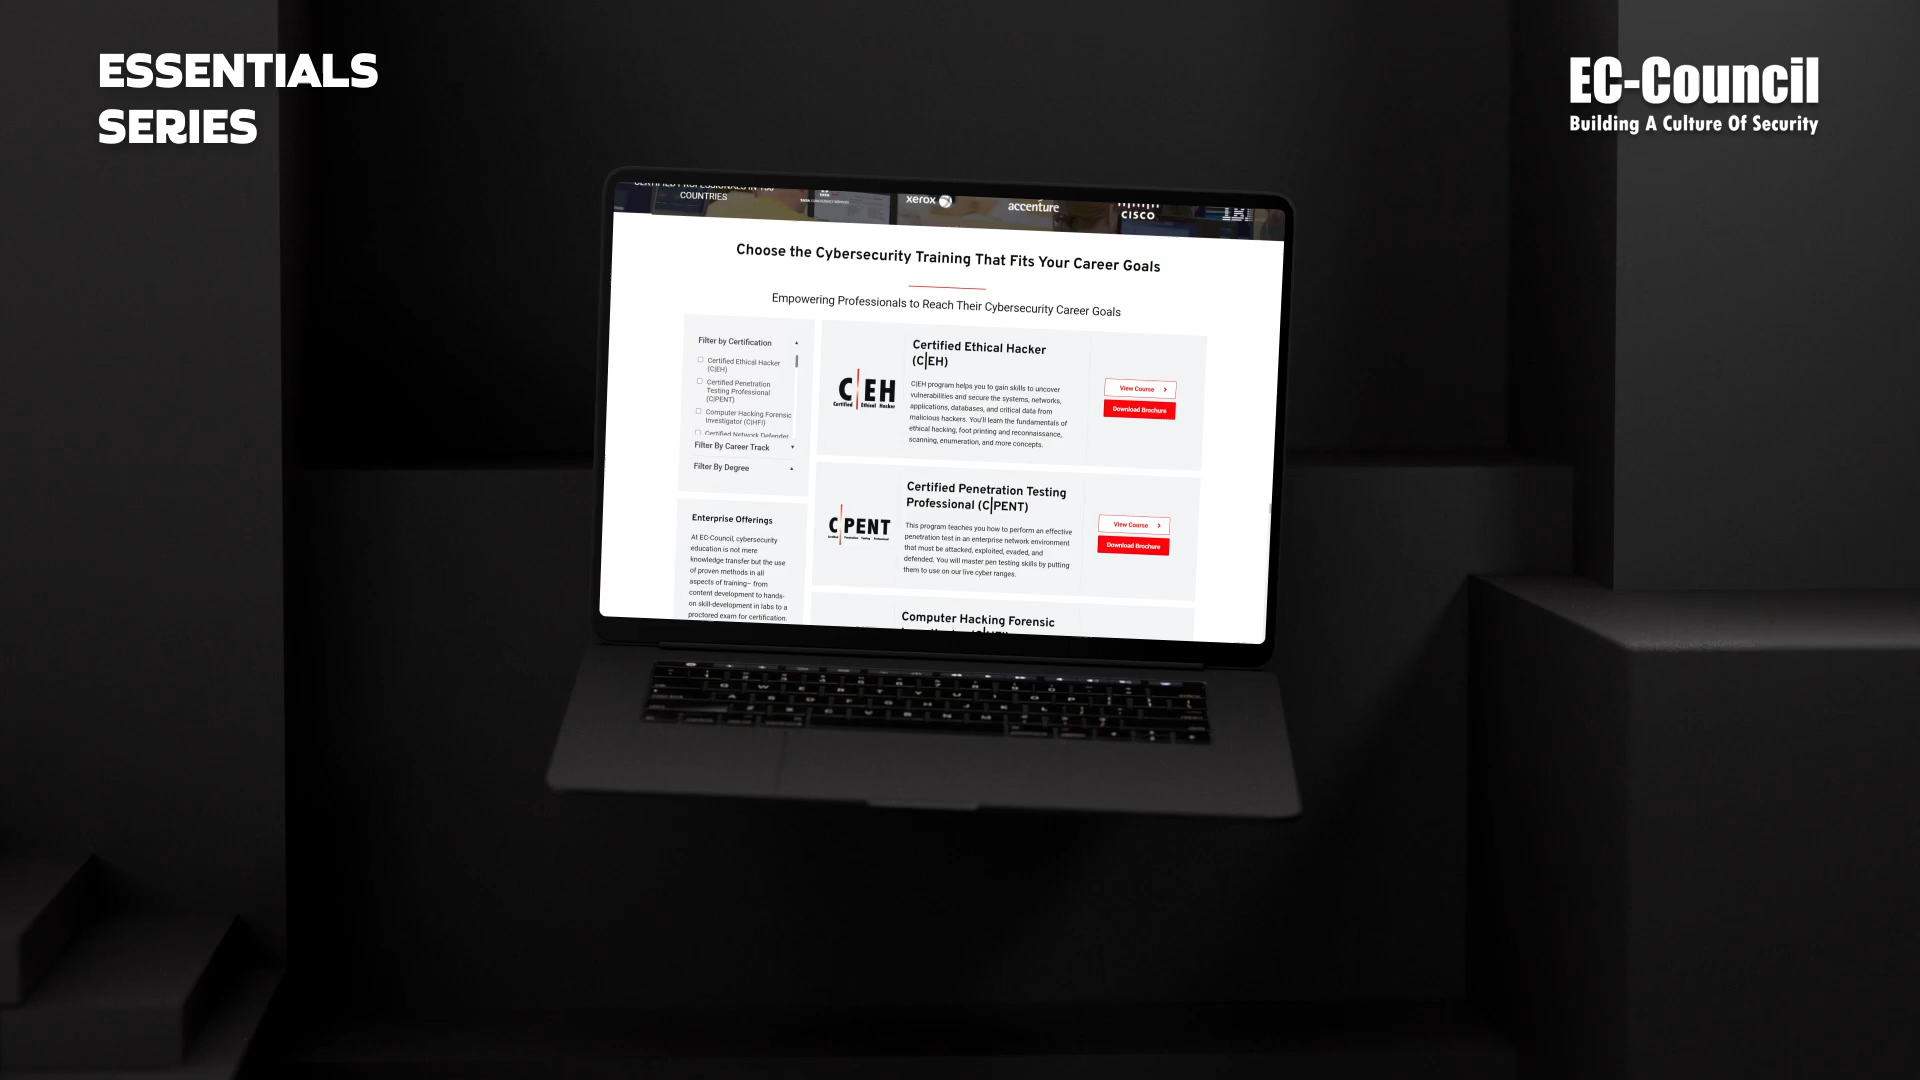 ESSENTIALS
SERIES
EC-Council
Building A Culture Of Security
COUNTRIES
xerox
accenture
CISCO
Choose the Cybersecurity Training That Fits Your Career Goals
Empowering Professionals to Reach Their Cybersecurity Career Goals
Filter by Certification
Certified Ethical Hacker
(C|EH)
Certified Penetration
Testing Professional
(C|PENT)
Computer Hacking Forensic
Investigator (C|HFI)
Certified Network Defender
Filter By Career Track
Filter By Degree
Enterprise Offerings
At EC-Council, cybersecurity
education is not mere
knowledge transfer but the use
of proven methods in all
aspects of training– from
content development to hands-
on skill-development in labs to a
proctored exam for certification.
C|EH
Certified Ethical Hacker
Certified Ethical Hacker
(C|EH)
C|EH program helps you to gain skills to uncover
vulnerabilities and secure the systems, networks,
applications, databases, and critical data from
malicious hackers. You'll learn the fundamentals of
ethical hacking, foot printing and reconnaissance,
scanning, enumeration, and more concepts.
View Course
Download Brochure
C|PENT
Certified Penetration Testing Professional
Certified Penetration Testing
Professional (C|PENT)
This program teaches you how to perform an effective
penetration test in an enterprise network environment
that must be attacked, exploited, evaded, and
defended. You will master pen testing skills by putting
them to use on our live cyber ranges.
View Course
Download Brochure
Computer Hacking Forensic